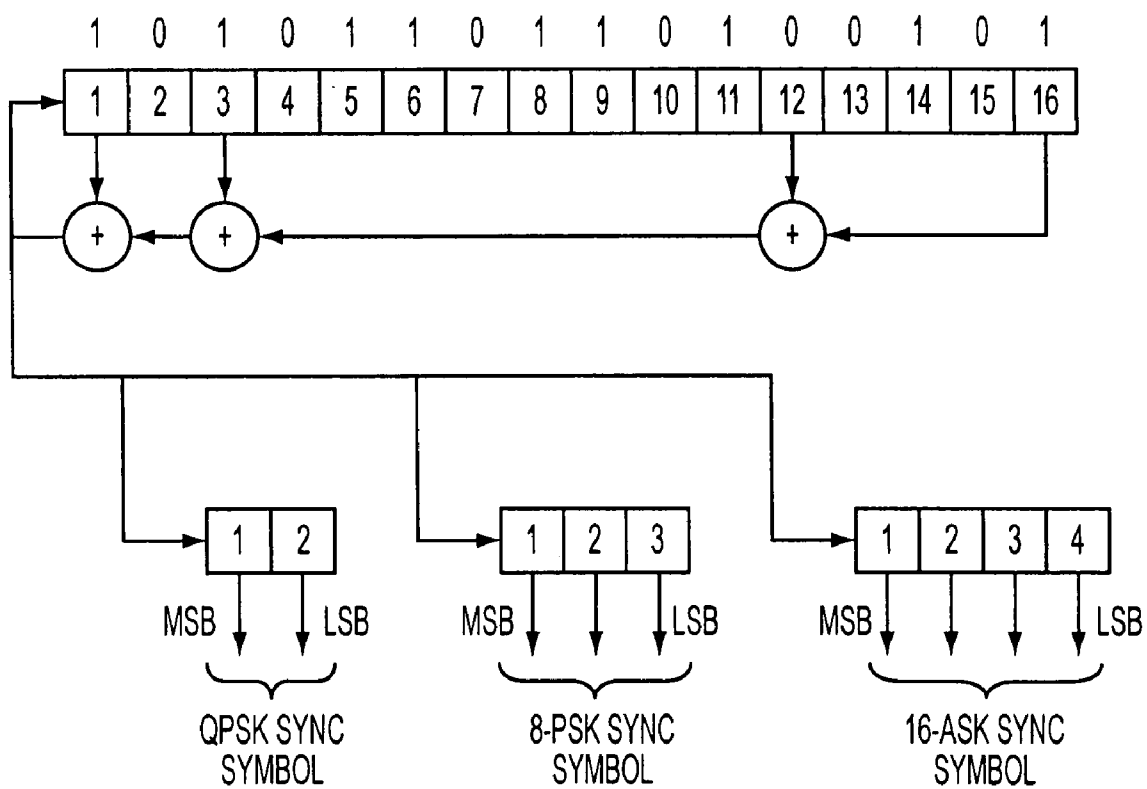 1 0 1 0 1 1 0 1 1 0 1 0 0 1 0 1
1 2 3 4 5 6 7 8 9 10 11 12 13 14 15 16
+ + +
1 2 1 2 3 1 2 3 4
MSB LSB MSB LSB MSB LSB
QPSK SYNC
SYMBOL
8-PSK SYNC
SYMBOL
16-ASK SYNC
SYMBOL